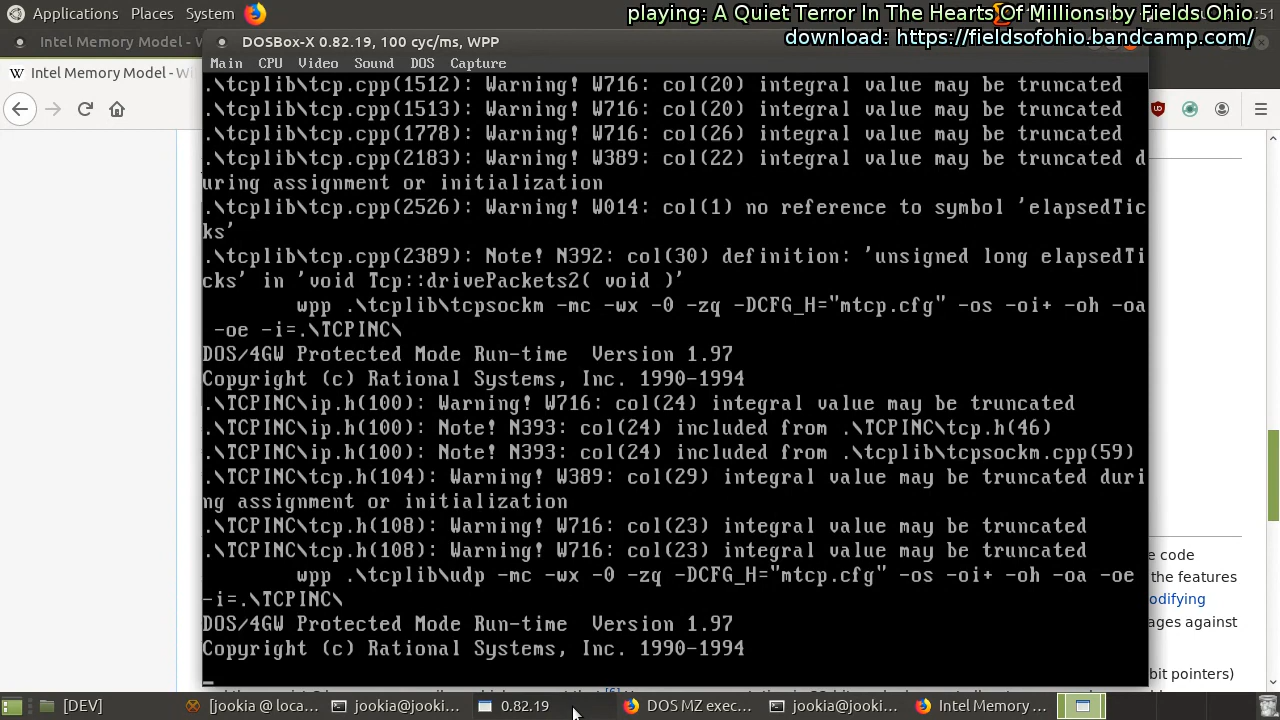 Applications Places System
playing: A Quiet Terror In The Hearts Of Millions by Fields Ohio
51
download: https://fieldsofohio.bandcamp.com/
Intel Memory Model -
DOSBox-X 0.82.19, 100 cyc/ms, WPP
Intel Memory Model - Wi
Main CPU Video Sound DOS Capture
.\tcplib\tcp.cpp(1512): Warning! W716: col(20) integral value may be truncated
.\tcplib\tcp.cpp(1513): Warning! W716: col(20) integral value may be truncated
.\tcplib\tcp.cpp(1778): Warning! W716: col(26) integral value may be truncated
.\tcplib\tcp.cpp(2183): Warning! W389: col(22) integral value may be truncated d
uring assignment or initialization
.\tcplib\tcp.cpp(2526): Warning! W014: col(1) no reference to symbol 'elapsedTic
ks'
.\tcplib\tcp.cpp(2389): Note! N392: col(30) definition: 'unsigned long elapsedTi
cks' in 'void Tcp::drivePackets2( void )'
wpp .\tcplib\tcpsockm -mc -wx -0 -zq -DCFG_H="mtcp.cfg" -os -oi+ -oh -oa
-oe -i=.\TCPINC\
DOS/4GW Protected Mode Run-time Version 1.97
Copyright (c) Rational Systems, Inc. 1990-1994
.\TCPINC\ip.h(100): Warning! W716: col(24) integral value may be truncated
.\TCPINC\ip.h(100): Note! N393: col(24) included from .\TCPINC\tcp.h(46)
.\TCPINC\ip.h(100): Note! N393: col(24) included from .\tcplib\tcpsockm.cpp(59)
.\TCPINC\tcp.h(104): Warning! W389: col(29) integral value may be truncated duri
ng assignment or initialization
.\TCPINC\tcp.h(108): Warning! W716: col(23) integral value may be truncated
.\TCPINC\tcp.h(108): Warning! W716: col(23) integral value may be truncated
wpp .\tcplib\udp -mc -wx -0 -zq -DCFG_H="mtcp.cfg" -os -oi+ -oh -oa -oe
-i=.\TCPINC\
DOS/4GW Protected Mode Run-time Version 1.97
Copyright (c) Rational Systems, Inc. 1990-1994
e code
the features
odifying
ages against
bit pointers)
[DEV] [jookia @ loca... jookia@jooki... 0.82.19 DOS MZ exec... jookia@jooki... Intel Memory ...